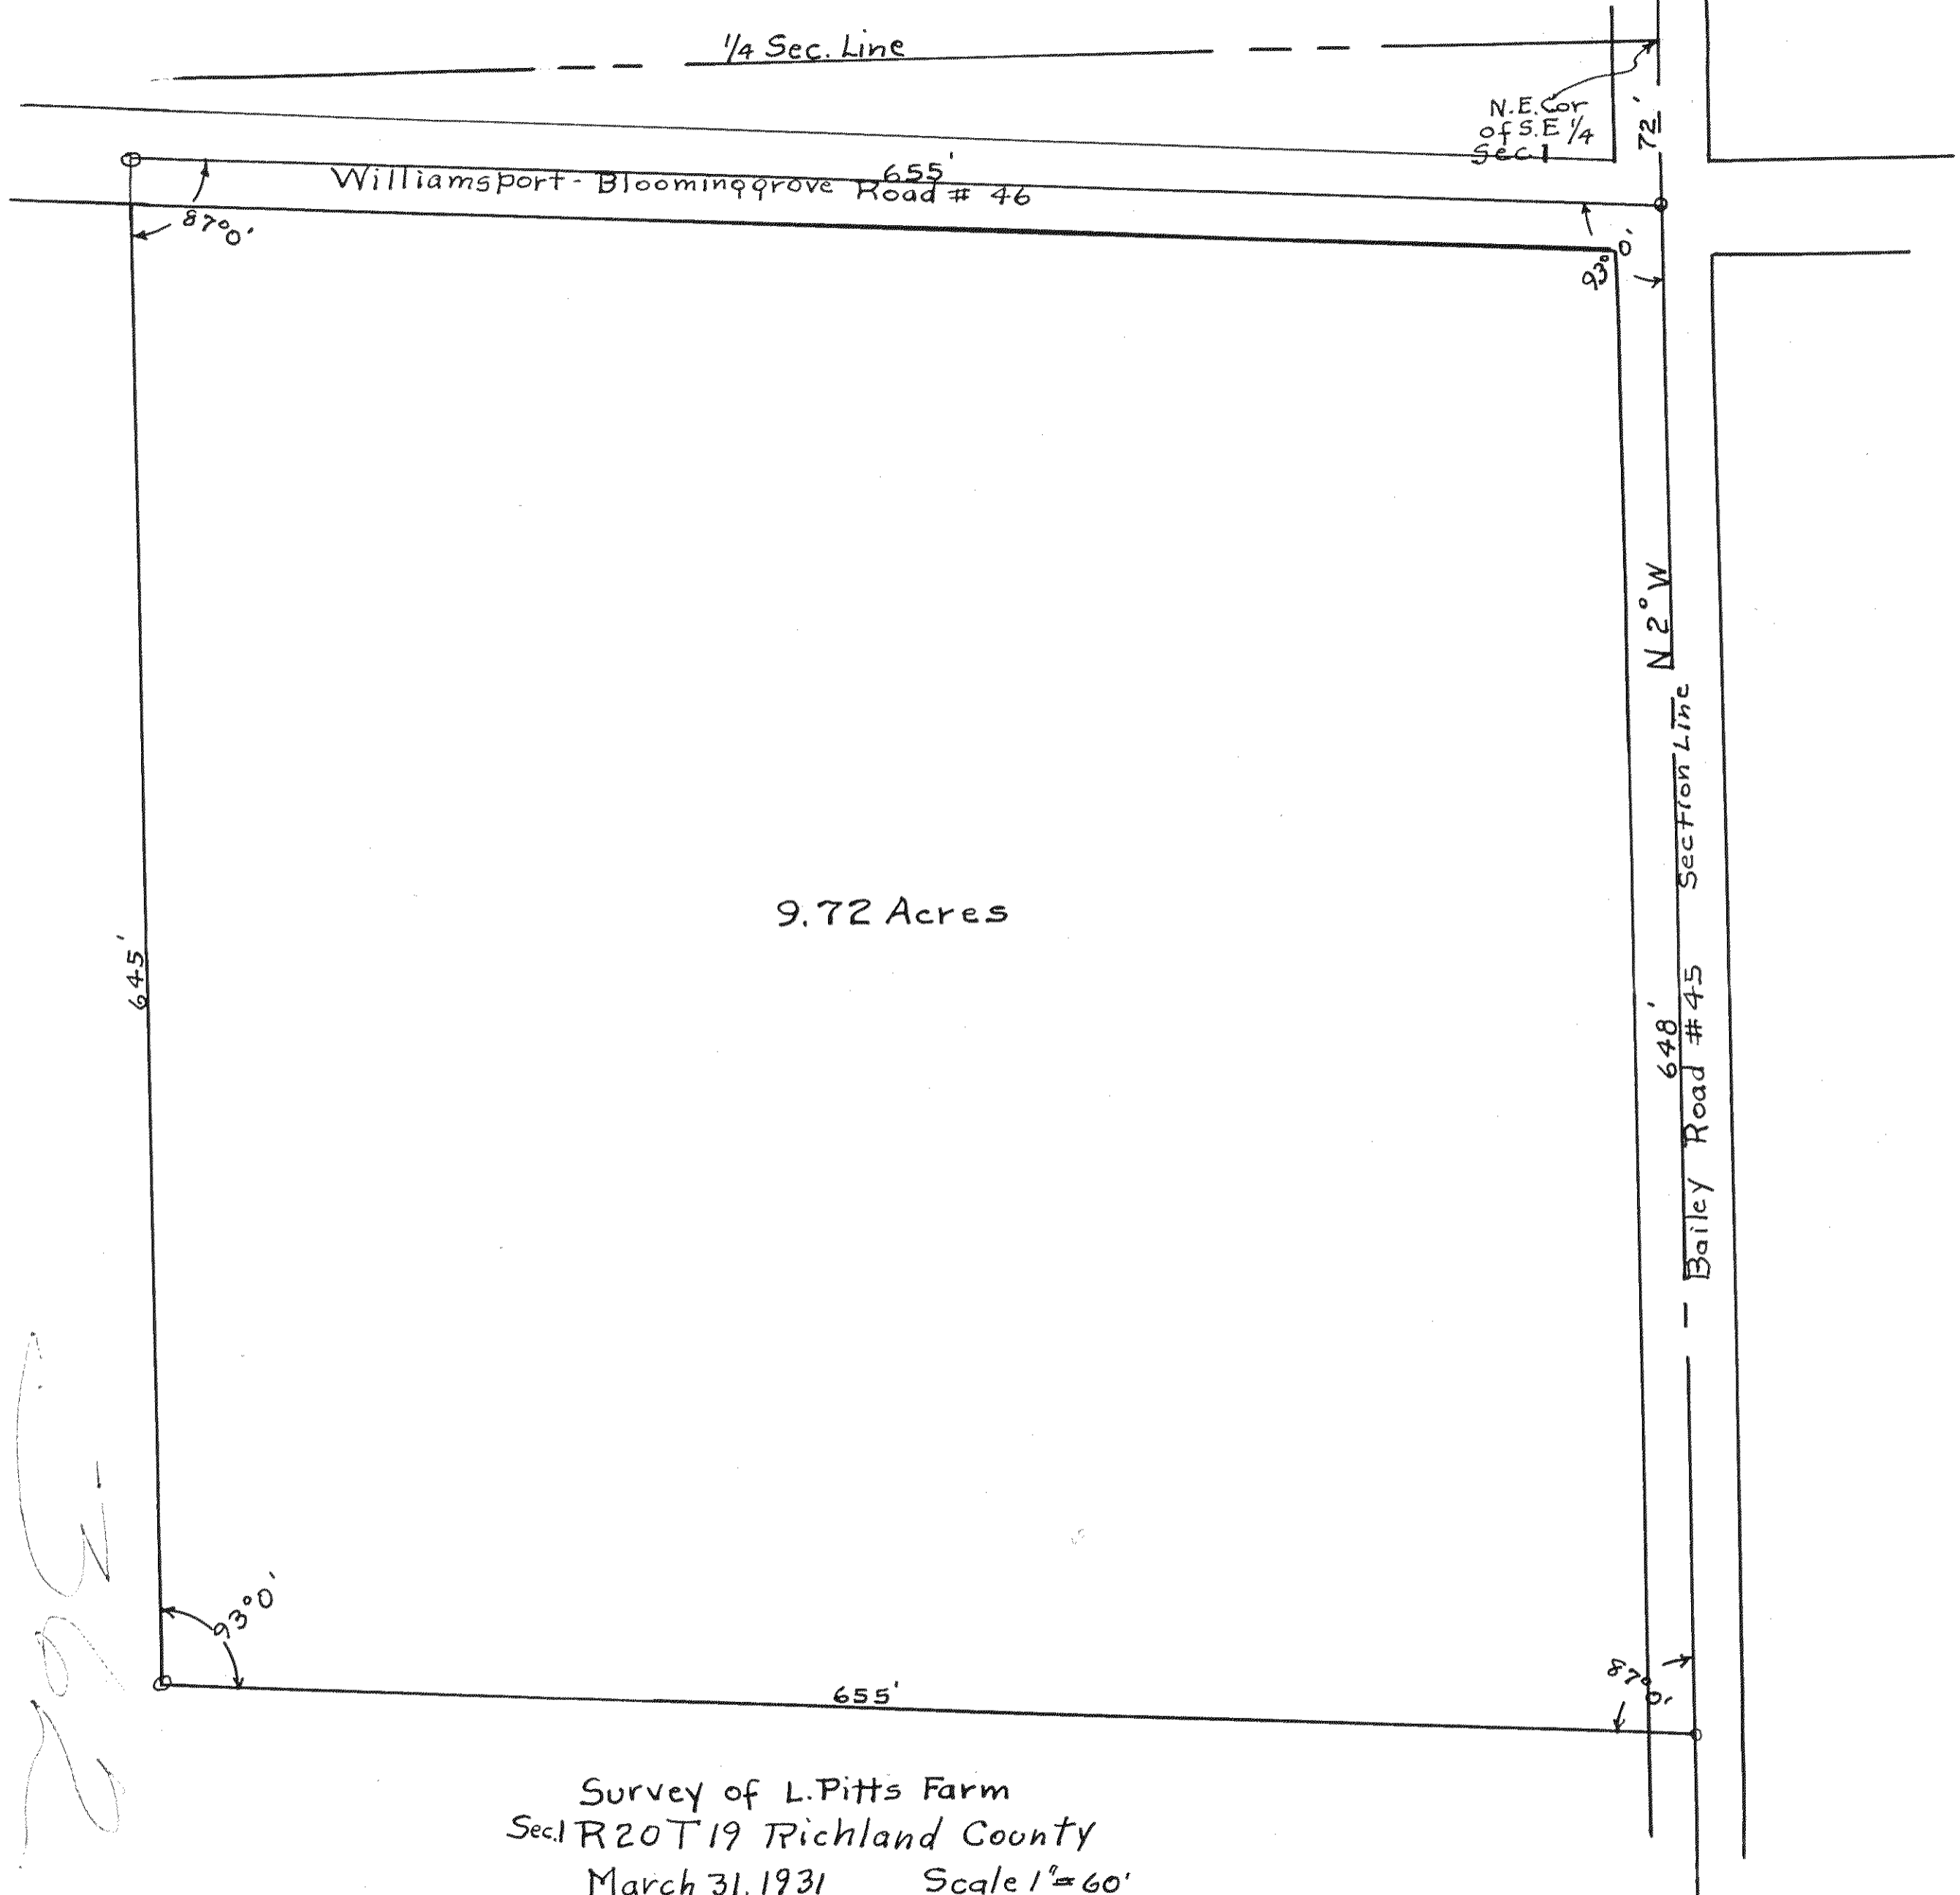 1/4 Sec. Line
N.E. Cor
of S.E 1/4
Sec. 1
72'
655'
Williamsport - Bloominggrove Road # 46
87°0'
93°0'
N 2° W
Section Line
9.72 Acres
645'
648'
Bailey Road # 45
93°0'
87°0'
655'
Survey of L. Pitts Farm
Sec.1 R20 T19 Richland County
March 31, 1931 Scale 1"=60'